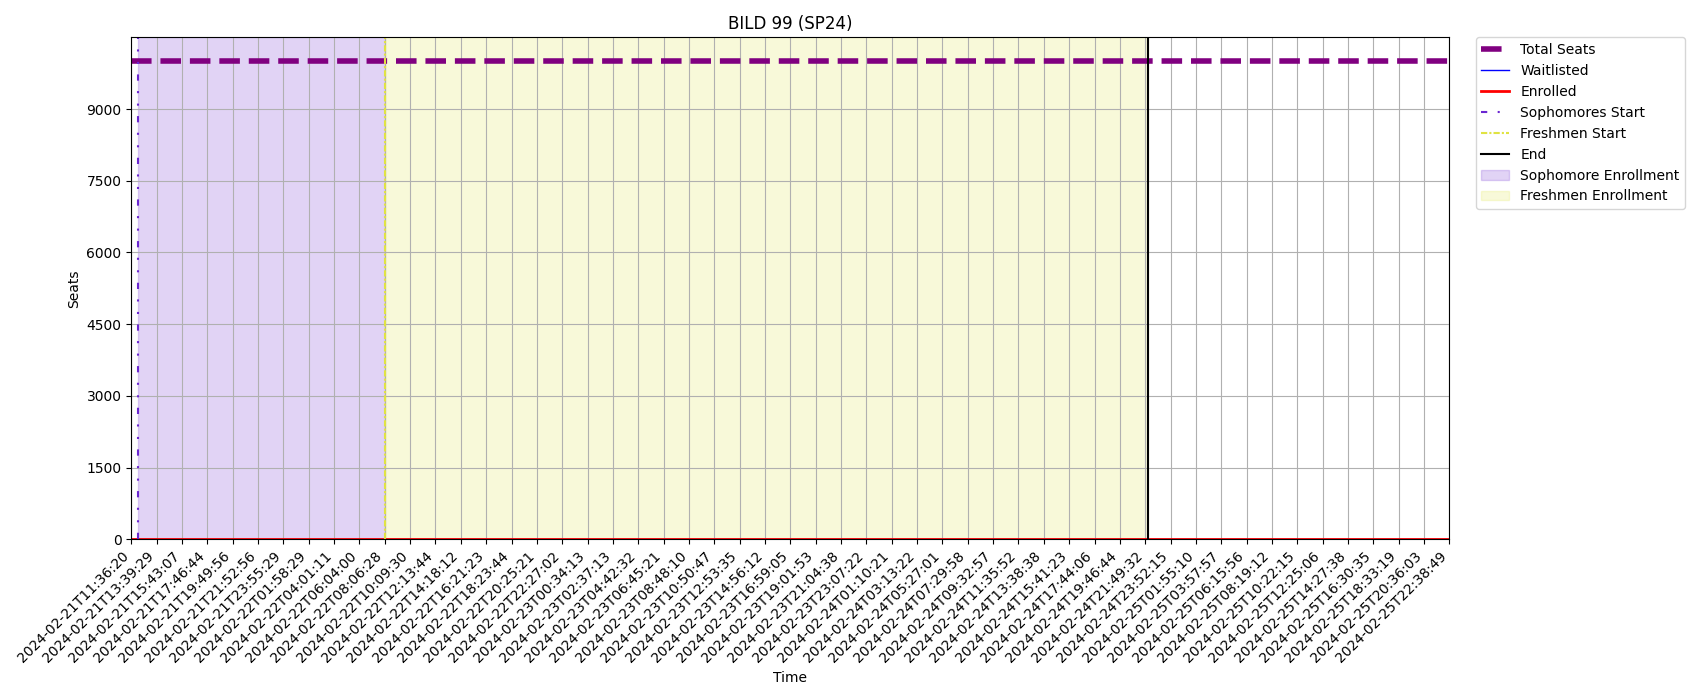 BILD 99 (SP24)
Total Seats
Waitlisted
Enrolled
Sophomores Start
Freshmen Start
End
Sophomore Enrollment
Freshmen Enrollment
Seats
9000
7500
6000
4500
3000
1500
0
2024-02-21T11:36:20
2024-02-21T13:39:29
2024-02-21T15:43:07
2024-02-21T17:46:44
2024-02-21T19:49:56
2024-02-21T21:52:56
2024-02-21T23:55:29
2024-02-22T01:58:29
2024-02-22T04:01:11
2024-02-22T06:04:00
2024-02-22T08:06:28
2024-02-22T10:09:30
2024-02-22T12:13:44
2024-02-22T14:18:12
2024-02-22T16:21:23
2024-02-22T18:23:44
2024-02-22T20:25:21
2024-02-22T22:27:02
2024-02-23T00:34:13
2024-02-23T02:37:13
2024-02-23T04:42:32
2024-02-23T06:45:21
2024-02-23T08:48:10
2024-02-23T10:50:47
2024-02-23T12:53:35
2024-02-23T14:56:12
2024-02-23T16:59:05
2024-02-23T19:01:53
2024-02-23T21:04:38
2024-02-23T23:07:22
2024-02-24T01:10:21
2024-02-24T03:13:22
2024-02-24T05:27:01
2024-02-24T07:29:58
2024-02-24T09:32:57
2024-02-24T11:35:52
2024-02-24T13:38:38
2024-02-24T15:41:23
2024-02-24T17:44:06
2024-02-24T19:46:44
2024-02-24T21:49:32
2024-02-24T23:52:15
2024-02-25T01:55:10
2024-02-25T03:57:57
2024-02-25T06:15:56
2024-02-25T08:19:12
2024-02-25T10:22:15
2024-02-25T12:25:06
2024-02-25T14:27:38
2024-02-25T16:30:35
2024-02-25T18:33:19
2024-02-25T20:36:03
2024-02-25T22:38:49
Time